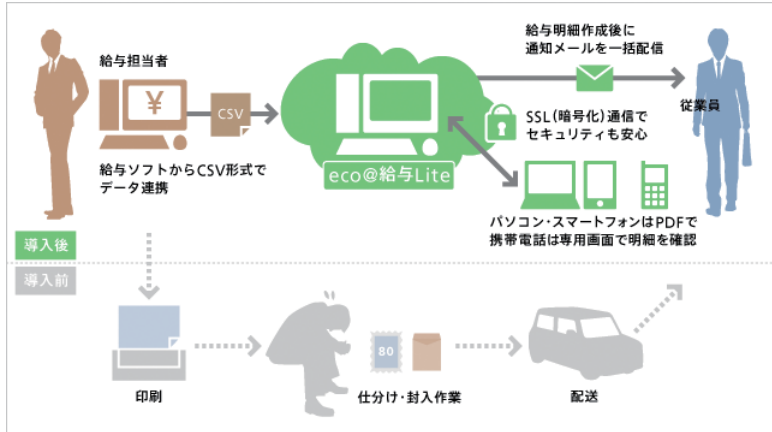 給与担当者
¥
CSV
給与ソフトからCSV形式で
データ連携
eco@給与Lite
給与明細作成後に
通知メールを一括配信
従業員
SSL(暗号化)通信で
セキュリティも安心
パソコン・スマートフォンはPDFで
携帯電話は専用画面で明細を確認
導入後
導入前
80
印刷
仕分け・封入作業
配送